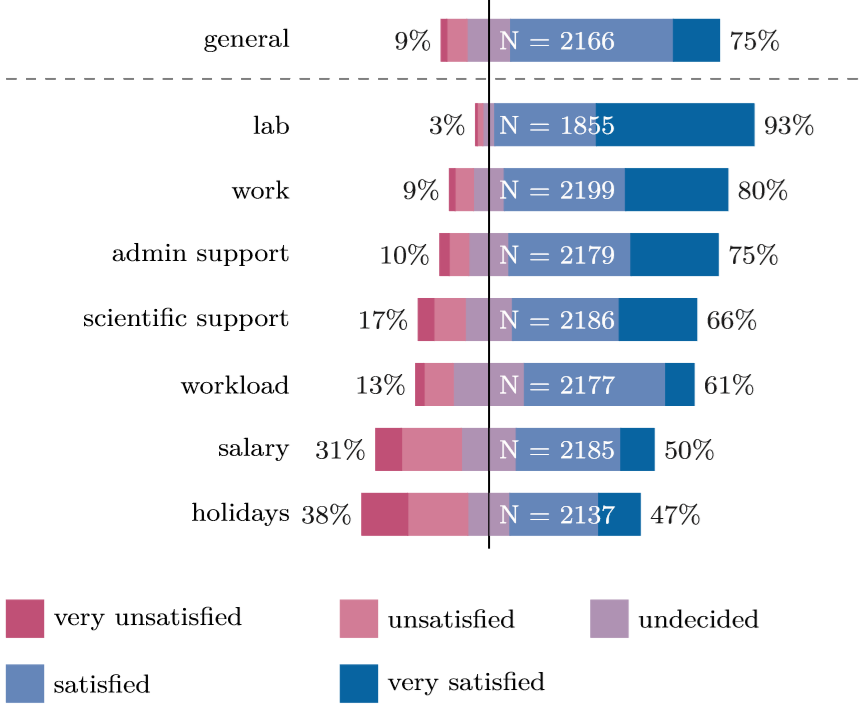 general 9% N = 2166 75%
lab 3% N = 1855 93%
work 9% N = 2199 80%
admin support 10% N = 2179 75%
scientific support 17% N = 2186 66%
workload 13% N = 2177 61%
salary 31% N = 2185 50%
holidays 38% N = 2137 47%
very unsatisfied unsatisfied undecided
satisfied very satisfied